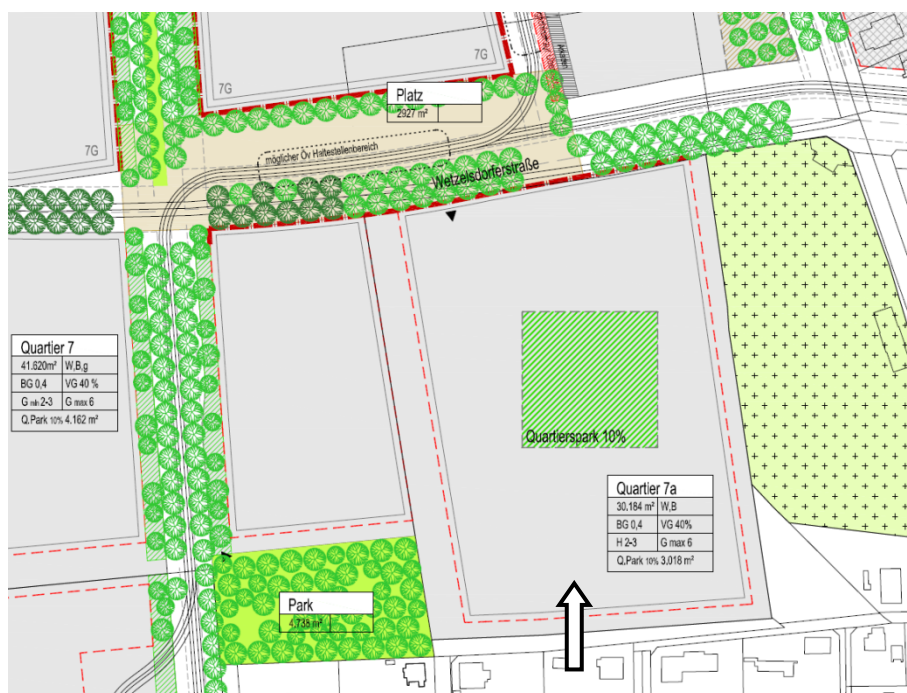 7G
7G
Platz
2927 m²
möglicher Öv Haltestellenbereich
Wetzelsdorferstraße
7G
Quartier 7
41.620m² W,B,g
BG 0,4 VG 40 %
G min 2-3 G max 6
Q.Park 10% 4.162 m²
Quartierspark 10%
Quartier 7a
30.184 m² W,B
BG 0,4 VG 40%
H 2-3 G max 6
Q.Park 10% 3.018 m²
Park
4.738 m²